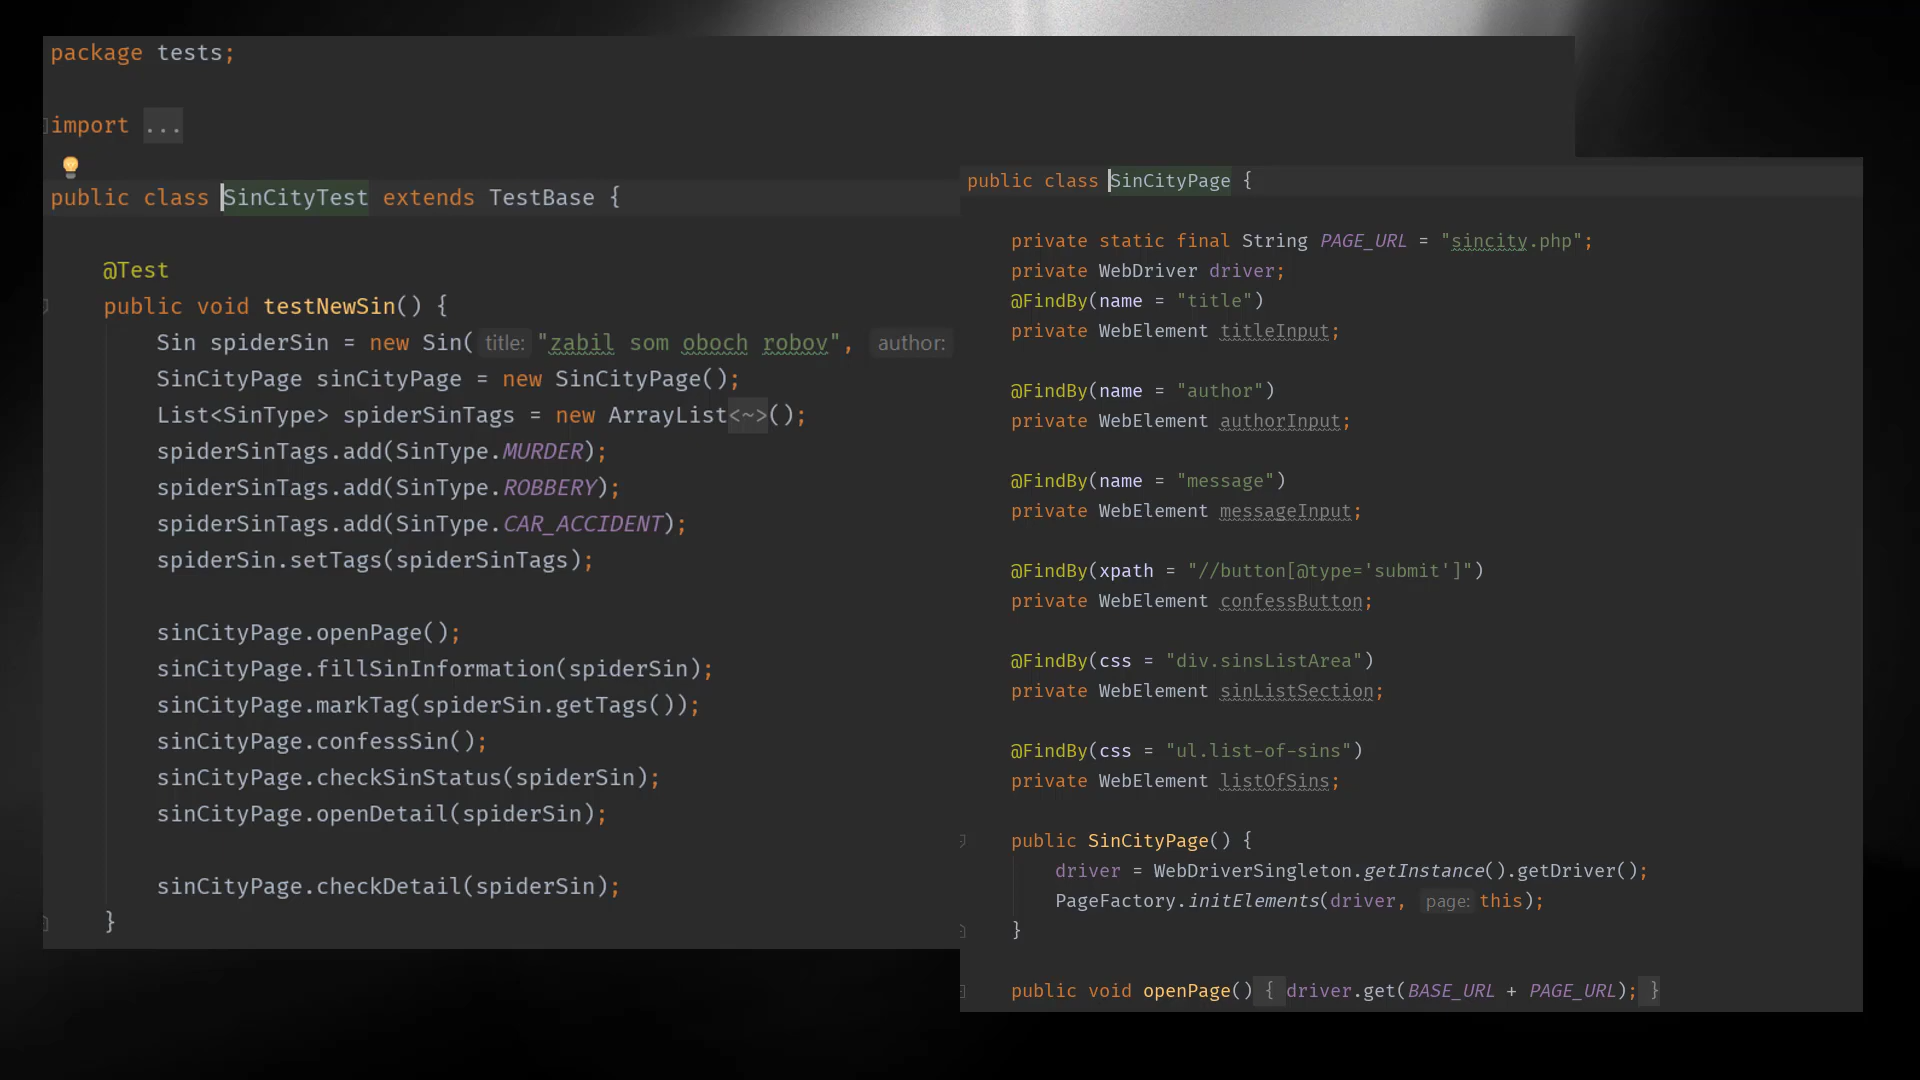 package tests;
import ...
public class SinCityTest extends TestBase {
@Test
public void testNewSin() {
Sin spiderSin = new Sin( title: "zabil som oboch robov", author:
SinCityPage sinCityPage = new SinCityPage();
List<SinType> spiderSinTags = new ArrayList<~>();
spiderSinTags.add(SinType.MURDER);
spiderSinTags.add(SinType.ROBBERY);
spiderSinTags.add(SinType.CAR_ACCIDENT);
spiderSin.setTags(spiderSinTags);
sinCityPage.openPage();
sinCityPage.fillSinInformation(spiderSin);
sinCityPage.markTag(spiderSin.getTags());
sinCityPage.confessSin();
sinCityPage.checkSinStatus(spiderSin);
sinCityPage.openDetail(spiderSin);
sinCityPage.checkDetail(spiderSin);
}
public class SinCityPage {
private static final String PAGE_URL = "sincity.php";
private WebDriver driver;
@FindBy(name = "title")
private WebElement titleInput;
@FindBy(name = "author")
private WebElement authorInput;
@FindBy(name = "message")
private WebElement messageInput;
@FindBy(xpath = "//button[@type='submit']")
private WebElement confessButton;
@FindBy(css = "div.sinsListArea")
private WebElement sinListSection;
@FindBy(css = "ul.list-of-sins")
private WebElement listOfSins;
public SinCityPage() {
driver = WebDriverSingleton.getInstance().getDriver();
PageFactory.initElements(driver, page: this);
}
public void openPage() { driver.get(BASE_URL + PAGE_URL); }